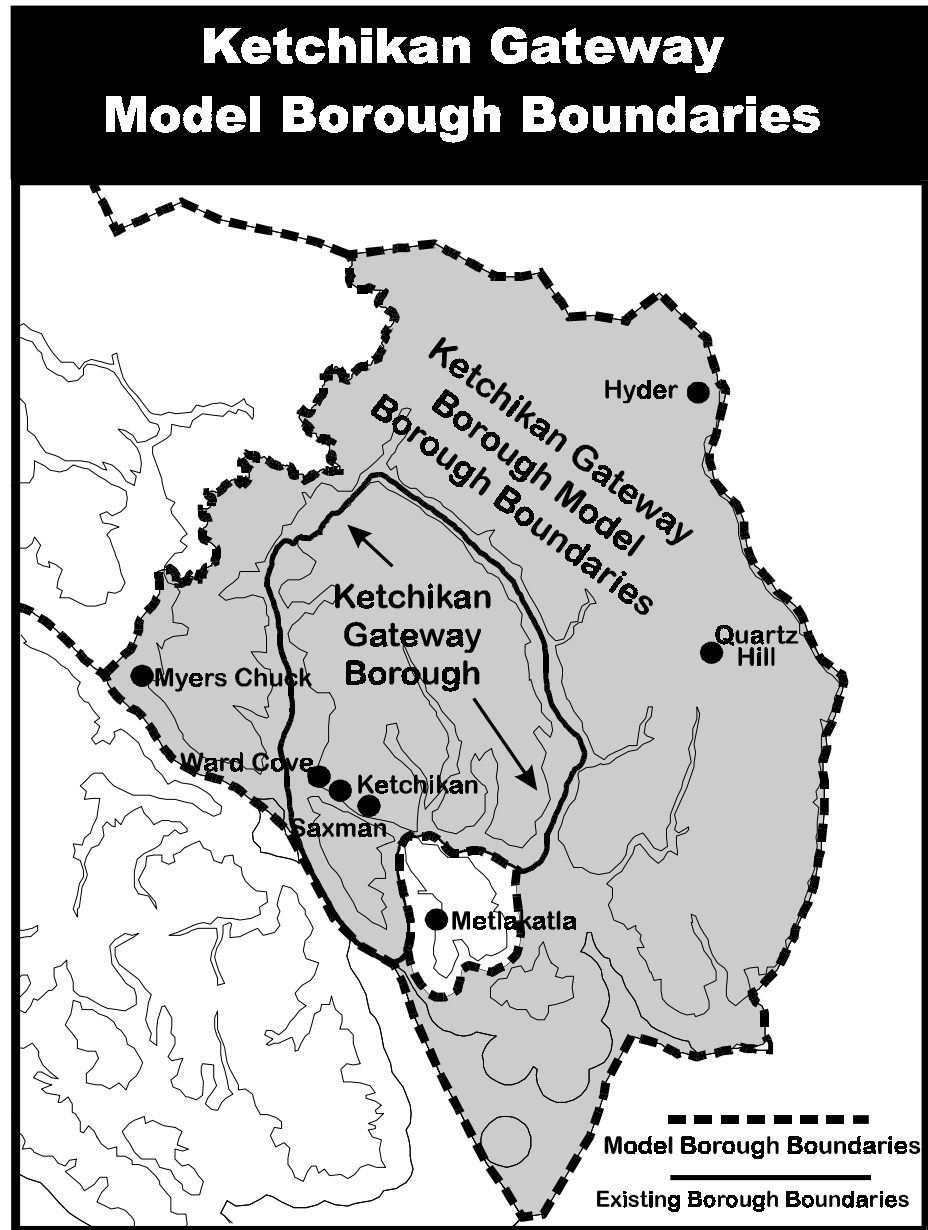 Ketchikan Gateway
Model Borough Boundaries
Ketchikan Gateway
Borough Model
Borough Boundaries
Hyder
Ketchikan
Gateway
Borough
Quartz
Hill
Myers Chuck
Ward Cove
Ketchikan
Saxman
Metlakatla
Model Borough Boundaries
Existing Borough Boundaries